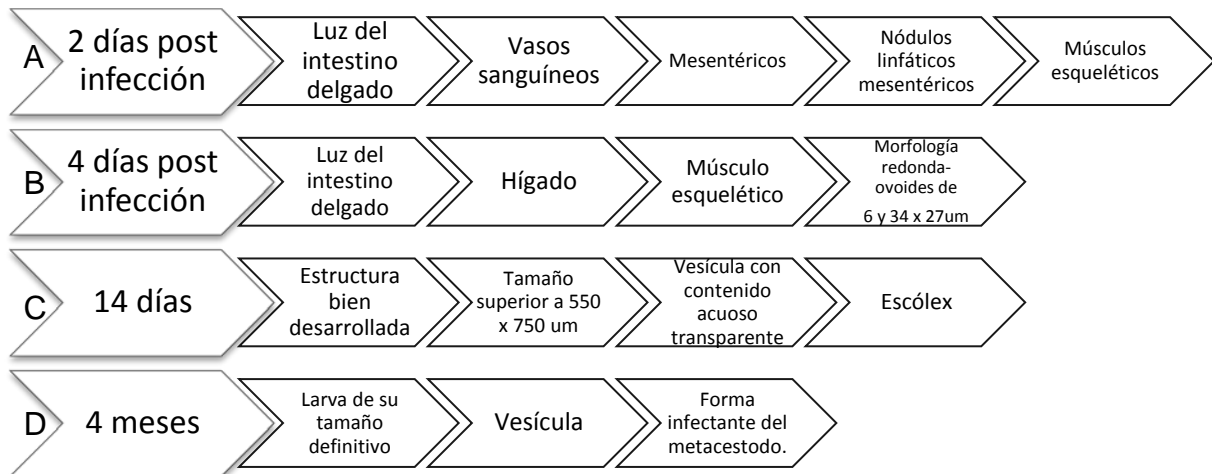 A
2 días post
infección
Luz del
intestino
delgado
Vasos
sanguíneos
Mesentéricos
Nódulos
linfáticos
mesentéricos
Músculos
esqueléticos
B
4 días post
infección
Luz del
intestino
delgado
Hígado
Músculo
esquelético
Morfología
redonda-
ovoides de
6 y 34 x 27um
C
14 días
Estructura
bien
desarrollada
Tamaño
superior a 550
x 750 um
Vesícula con
contenido
acuoso
transparente
Escólex
D
4 meses
Larva de su
tamaño
definitivo
Vesícula
Forma
infectante del
metacestodo.